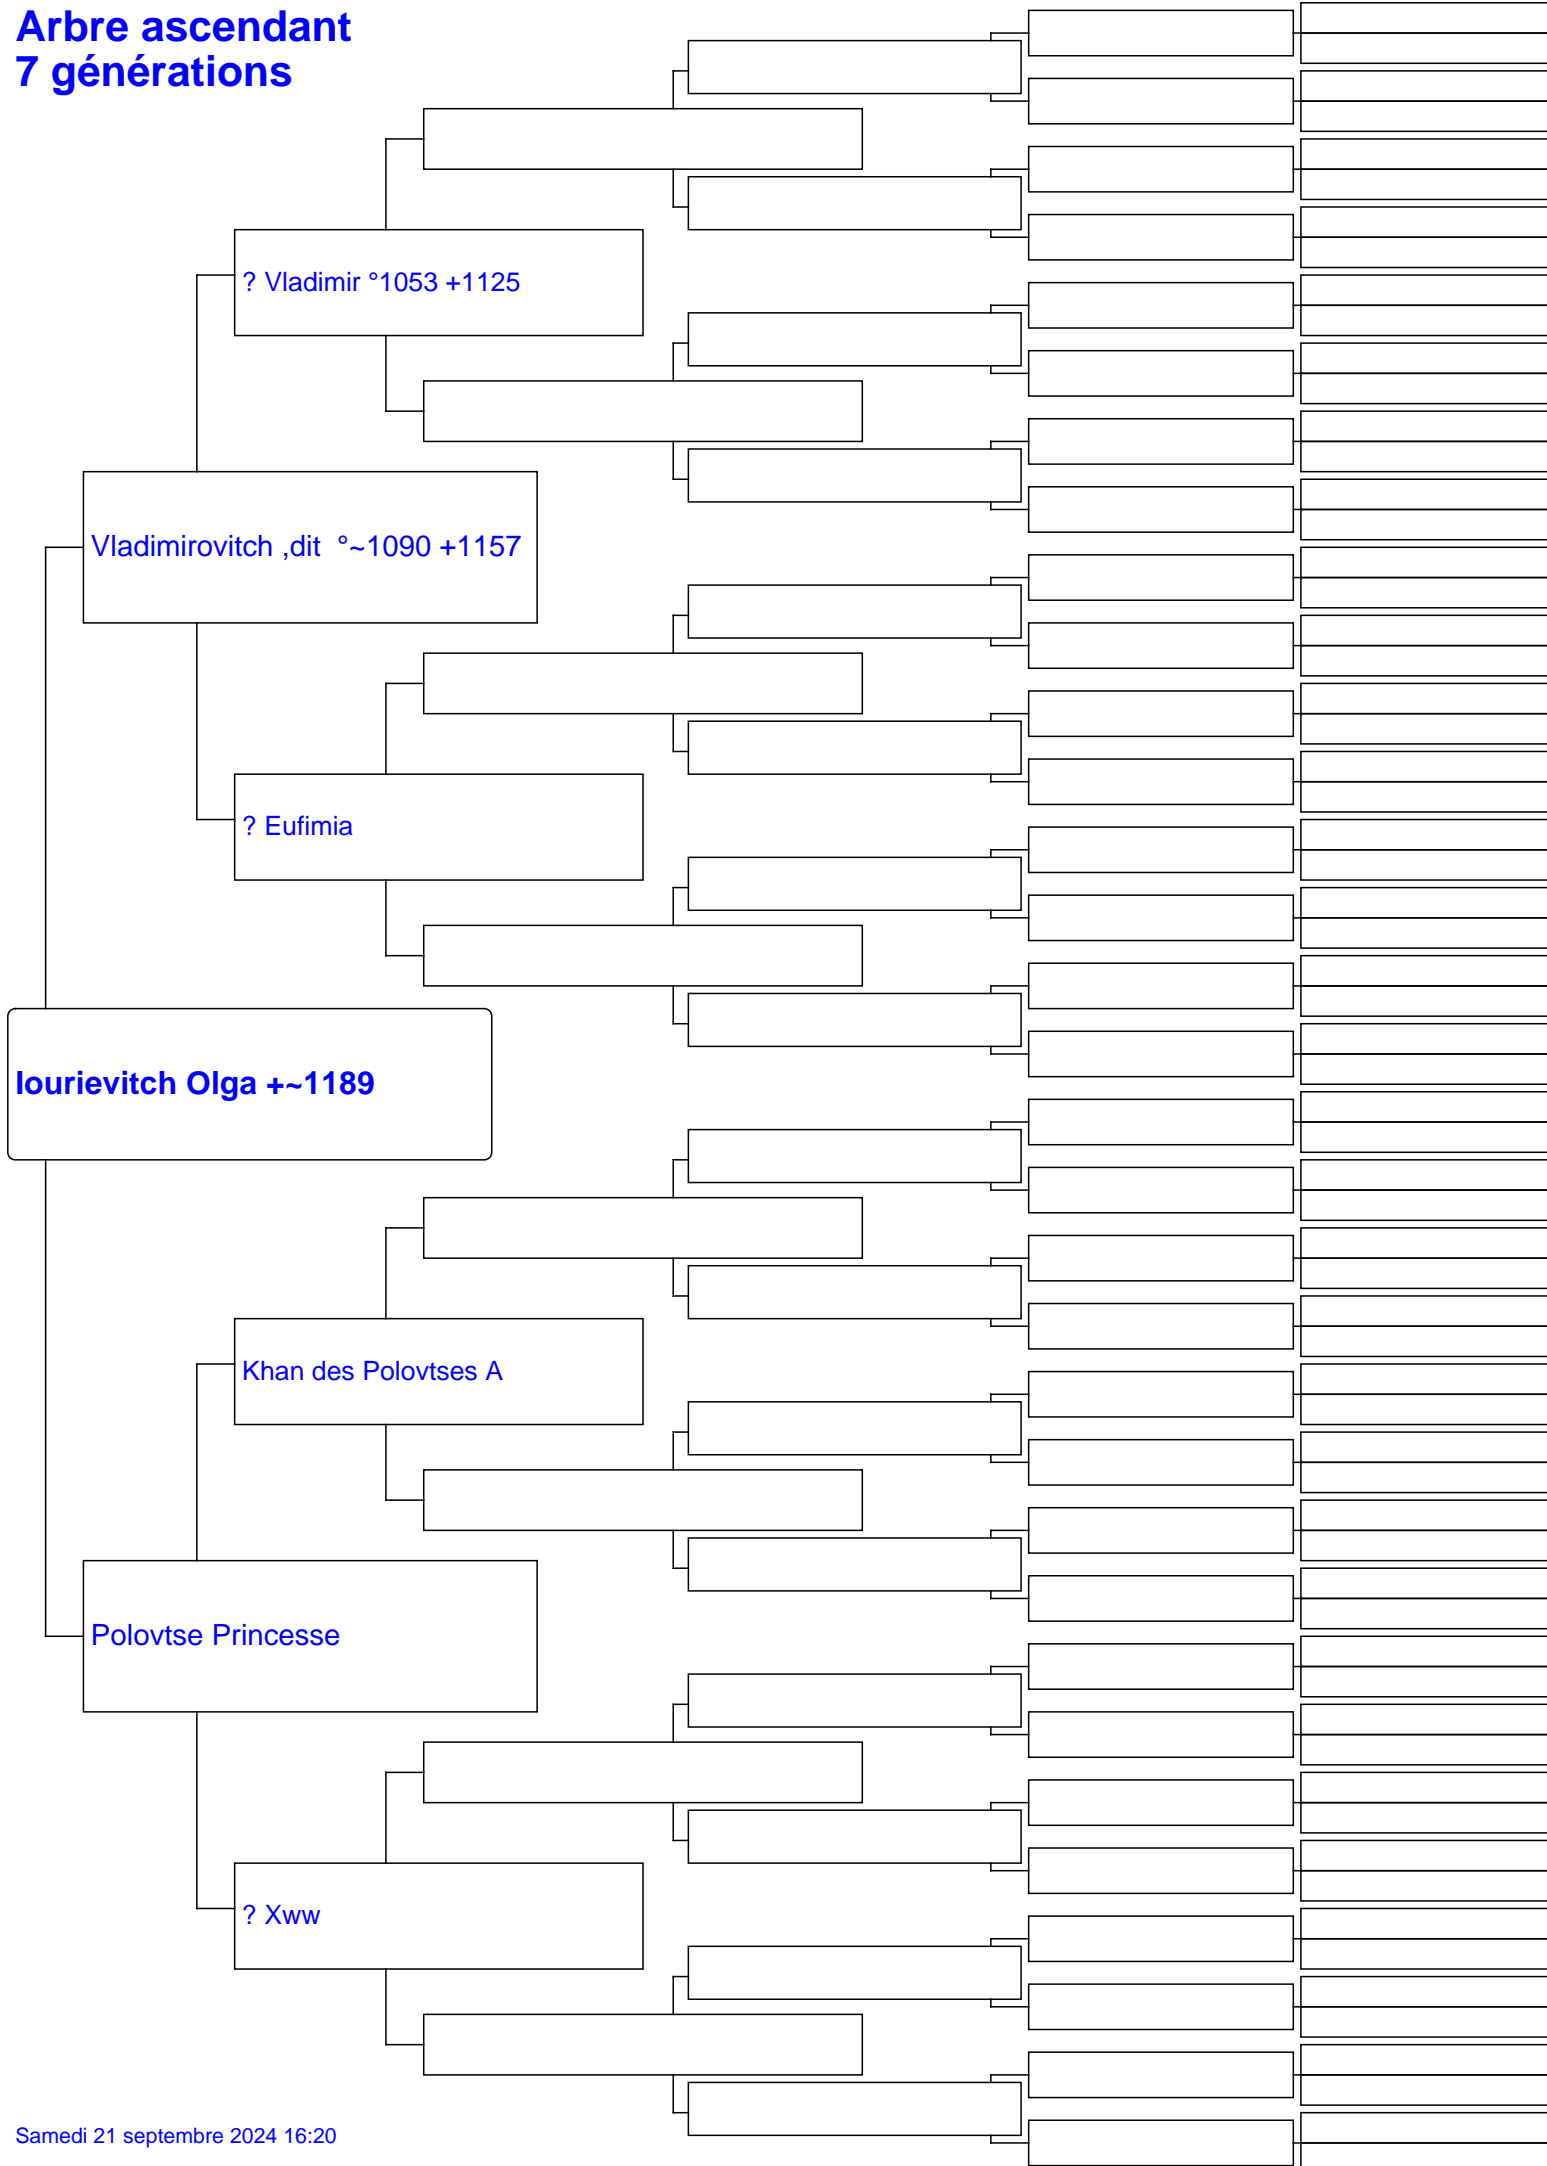 Arbre ascendant
7 générations
? Vladimir °1053 +1125
Vladimirovitch ,dit  °~1090 +1157
? Eufimia
Iourievitch Olga +~1189
Khan des Polovtses A
Polovtse Princesse
? Xww
Samedi 21 septembre 2024 16:20